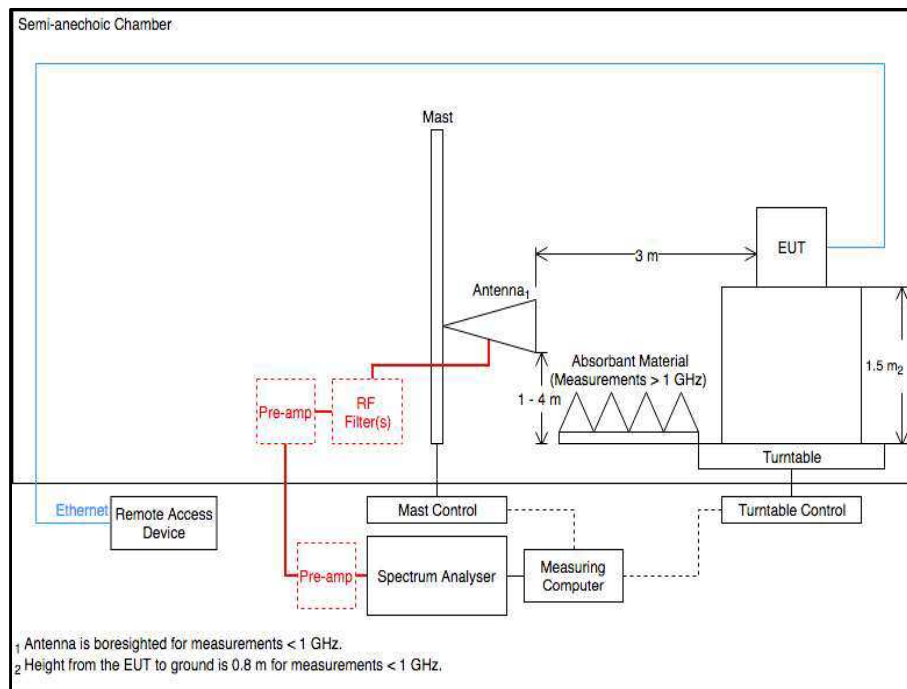 Semi-anechoic Chamber
Mast
EUT
3 m
Antenna1
Absorbant Material
(Measurements > 1 GHz)
1.5 m2
1 - 4 m
Pre-amp
RF
Filter(s)
Turntable
Ethernet
Remote Access
Device
Mast Control
Turntable Control
Pre-amp
Spectrum Analyser
Measuring
Computer
1 Antenna is boresighted for measurements < 1 GHz.
2 Height from the EUT to ground is 0.8 m for measurements < 1 GHz.